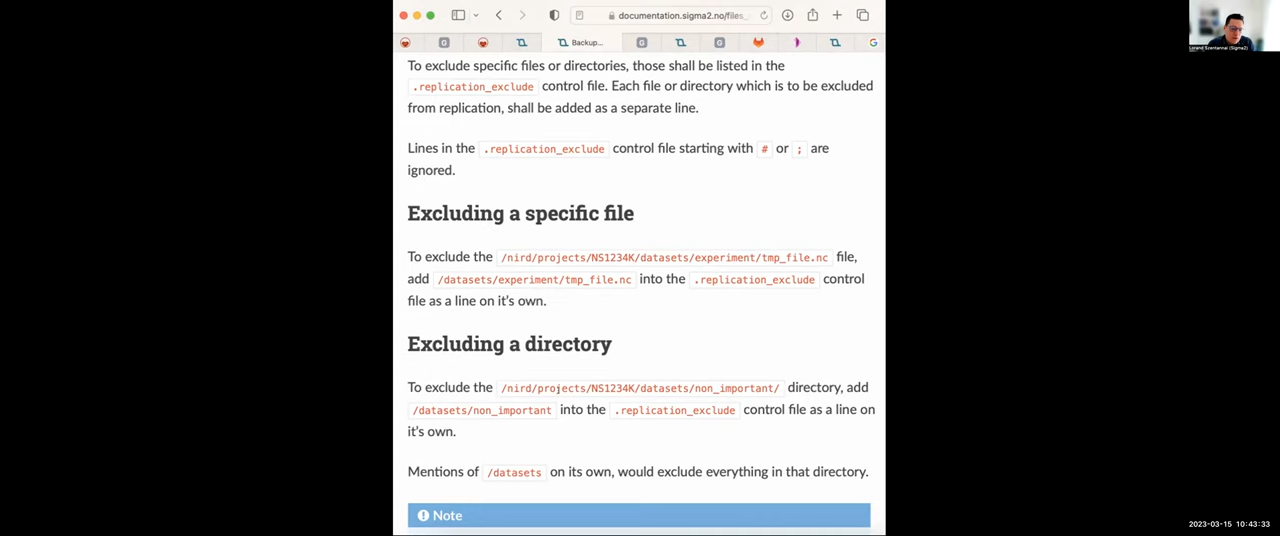 documentation.sigma2.no/files_
Backup...
G
To exclude specific files or directories, those shall be listed in the
.replication_exclude control file. Each file or directory which is to be excluded
from replication, shall be added as a separate line.
Lines in the .replication_exclude control file starting with # or ; are
ignored.
Excluding a specific file
To exclude the /nird/projects/NS1234K/datasets/experiment/tmp_file.nc file,
add /datasets/experiment/tmp_file.nc into the .replication_exclude control
file as a line on it's own.
Excluding a directory
To exclude the /nird/projects/NS1234K/datasets/non_important/ directory, add
/datasets/non_important into the .replication_exclude control file as a line on
it's own.
Mentions of /datasets on its own, would exclude everything in that directory.
Note
Lorand Szentannai (Sigma2)
2023-03-15 10:43:33